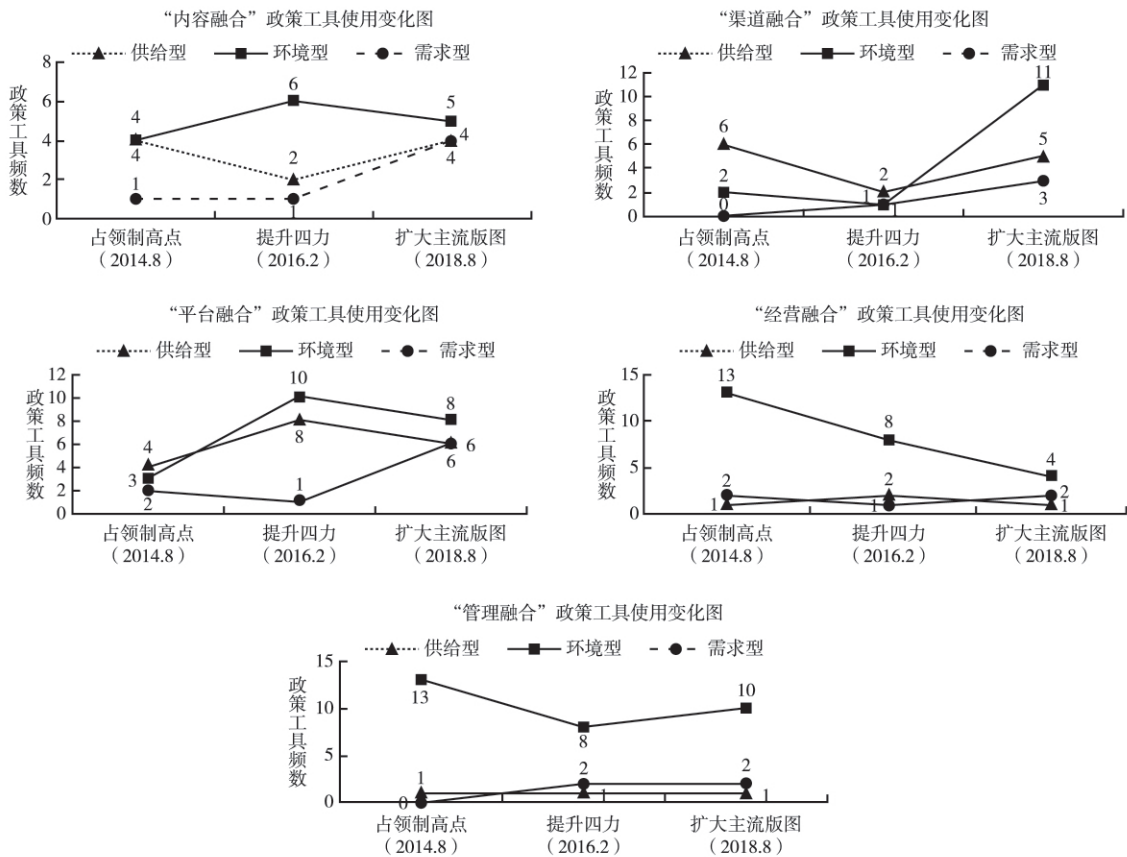 “内容融合”政策工具使用变化图
供给型 环境型 需求型
政策工具频数
8
6
4
2
0
4
4
1
6
2
1
5
4
4
占领制高点
（2014.8）
提升四力
（2016.2）
扩大主流版图
（2018.8）
“渠道融合”政策工具使用变化图
供给型 环境型 需求型
政策工具频数
12
10
8
6
4
2
0
6
2
0
2
1
11
5
3
占领制高点
（2014.8）
提升四力
（2016.2）
扩大主流版图
（2018.8）
“平台融合”政策工具使用变化图
供给型 环境型 需求型
政策工具频数
12
10
8
6
4
2
0
4
3
2
10
8
1
8
6
6
占领制高点
（2014.8）
提升四力
（2016.2）
扩大主流版图
（2018.8）
“经营融合”政策工具使用变化图
供给型 环境型 需求型
政策工具频数
15
10
5
0
13
2
1
8
2
1
4
2
1
占领制高点
（2014.8）
提升四力
（2016.2）
扩大主流版图
（2018.8）
“管理融合”政策工具使用变化图
供给型 环境型 需求型
政策工具频数
15
10
5
0
13
1
0
8
2
1
10
2
1
占领制高点
（2014.8）
提升四力
（2016.2）
扩大主流版图
（2018.8）